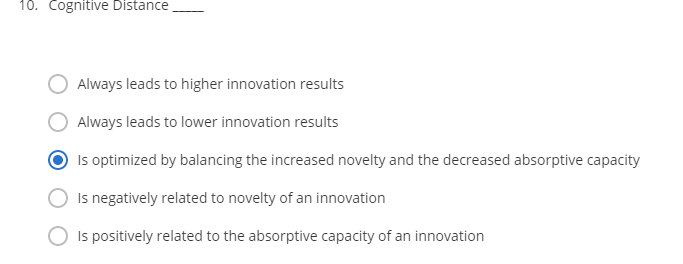 10. Cognitive Distance _____
Always leads to higher innovation results
Always leads to lower innovation results
Is optimized by balancing the increased novelty and the decreased absorptive capacity
Is negatively related to novelty of an innovation
Is positively related to the absorptive capacity of an innovation